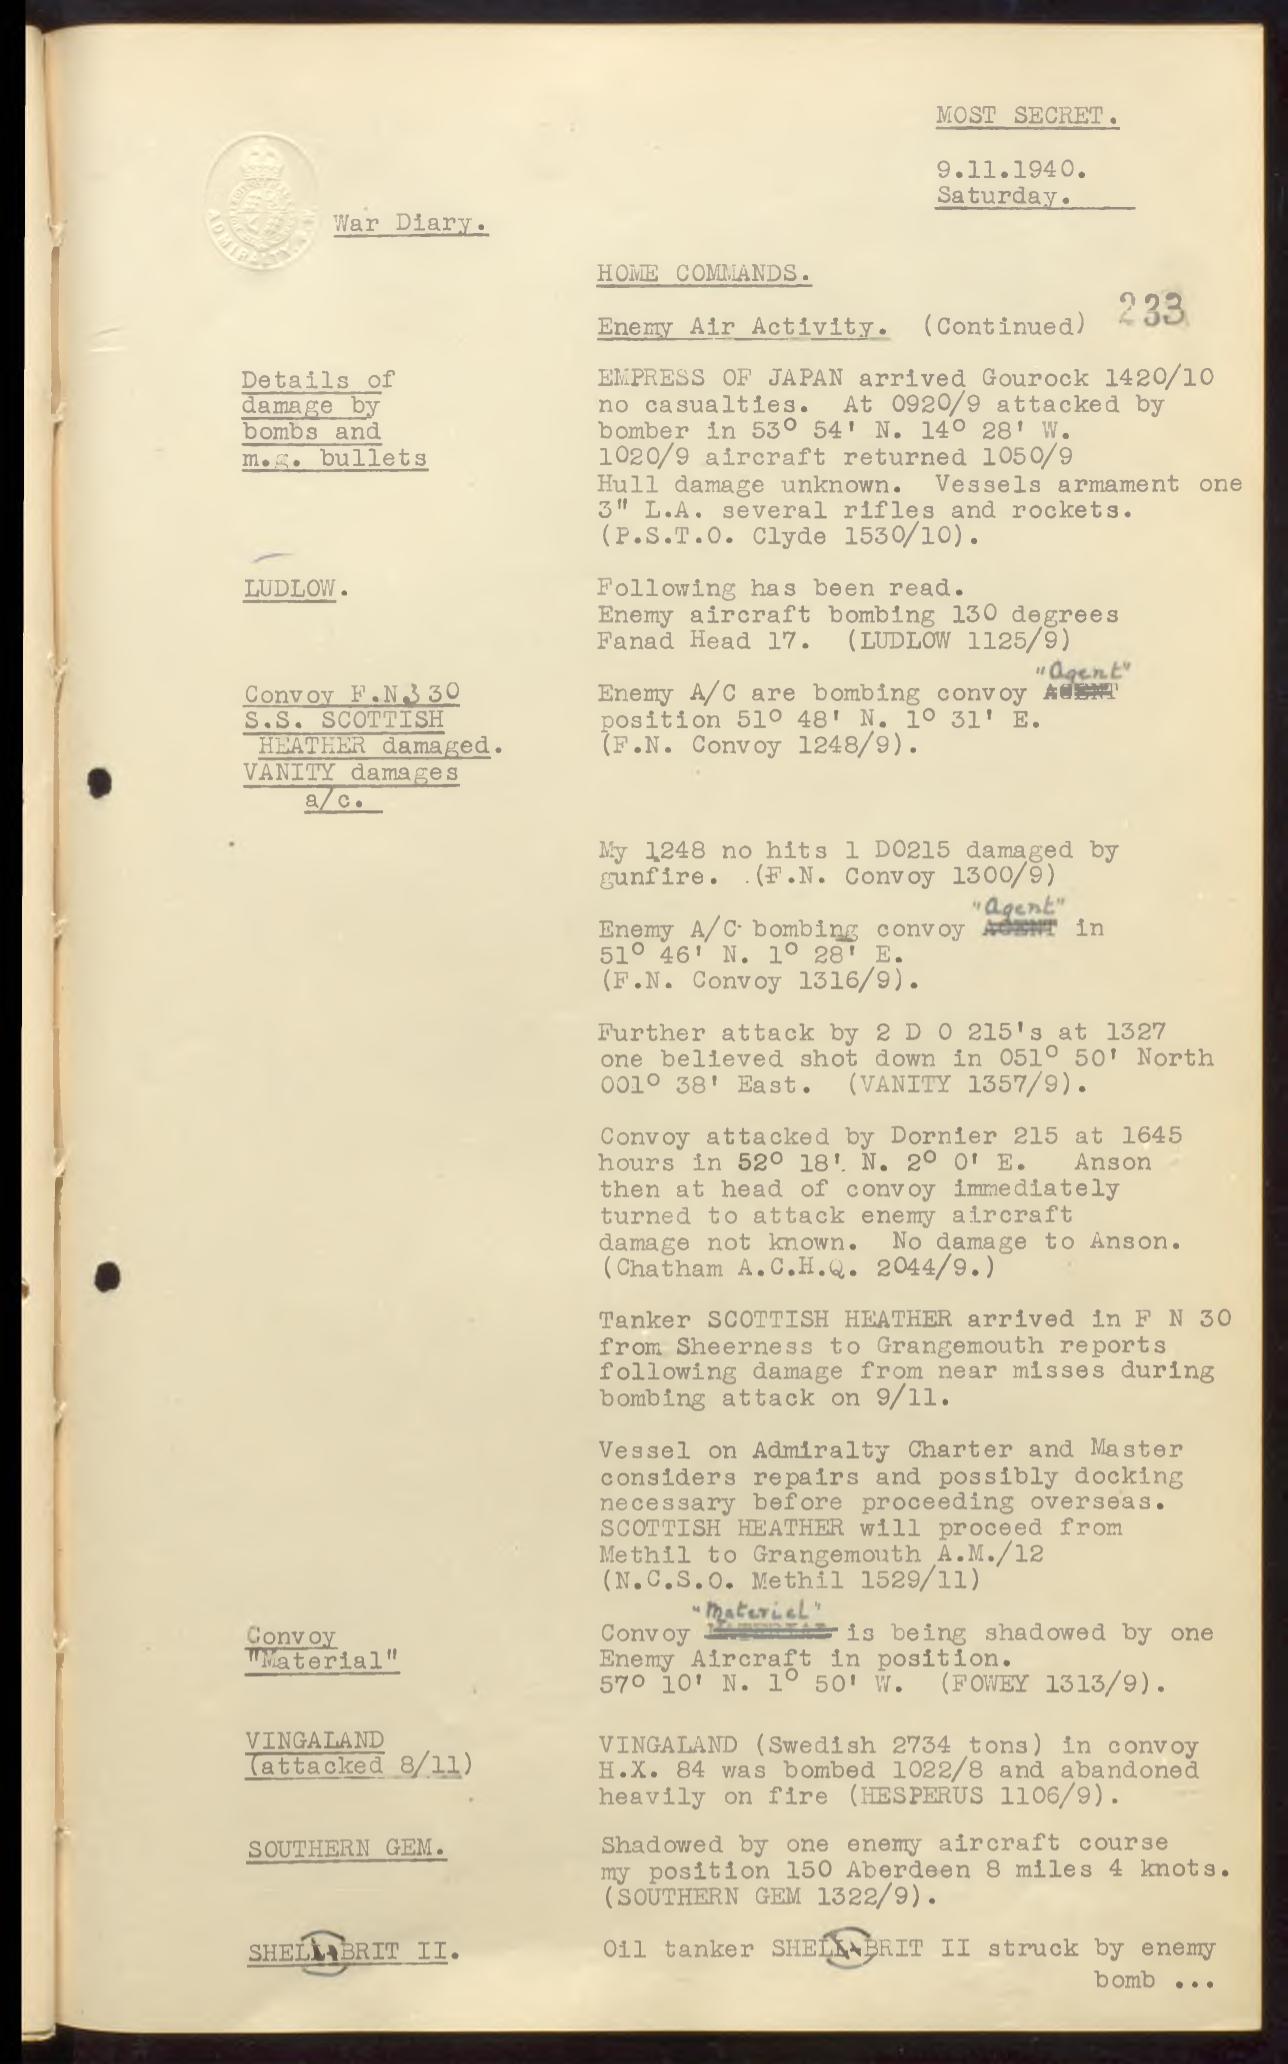 MOST SECRET.
9.11.1940.
Saturday.
ADMIRALTY
War Diary.
HOME COMMANDS.
233
Enemy Air Activity. (Continued)
Details of
damage by
bombs and
m.g. bullets
EMPRESS OF JAPAN arrived Gourock 1420/10
no casualties. At 0920/9 attacked by
bomber in 53° 54' N. 14° 28' W.
1020/9 aircraft returned 1050/9
Hull damage unknown. Vessels armament one
3" L.A. several rifles and rockets.
(P.S.T.O. Clyde 1530/10).
LUDLOW.
Following has been read.
Enemy aircraft bombing 130 degrees
Fanad Head 17. (LUDLOW 1125/9)
Convoy F.N. 30
S.S. SCOTTISH
HEATHER damaged.
VANITY damages
a/c.
"Agent"
Enemy A/C are bombing convoy AGENT
position 51° 48' N. 1° 31' E.
(F.N. Convoy 1248/9).
My 1248 no hits 1 DO215 damaged by
gunfire. .(F.N. Convoy 1300/9)
"Agent"
Enemy A/C bombing convoy AGENT in
51° 46' N. 1° 28' E.
(F.N. Convoy 1316/9).
Further attack by 2 D O 215's at 1327
one believed shot down in 051° 50' North
001° 38' East. (VANITY 1357/9).
Convoy attacked by Dornier 215 at 1645
hours in 52° 18'. N. 2° 0' E. Anson
then at head of convoy immediately
turned to attack enemy aircraft
damage not known. No damage to Anson.
(Chatham A.C.H.Q. 2044/9.)
Tanker SCOTTISH HEATHER arrived in F N 30
from Sheerness to Grangemouth reports
following damage from near misses during
bombing attack on 9/11.
Vessel on Admiralty Charter and Master
considers repairs and possibly docking
necessary before proceeding overseas.
SCOTTISH HEATHER will proceed from
Methil to Grangemouth A.M./12
(N.C.S.O. Methil 1529/11)
Convoy
"Material"
"Material"
Convoy MATERIAL is being shadowed by one
Enemy Aircraft in position.
57° 10' N. 1° 50' W. (FOWEY 1313/9).
VINGALAND
(attacked 8/11)
VINGALAND (Swedish 2734 tons) in convoy
H.X. 84 was bombed 1022/8 and abandoned
heavily on fire (HESPERUS 1106/9).
SOUTHERN GEM.
Shadowed by one enemy aircraft course
my position 150 Aberdeen 8 miles 4 knots.
(SOUTHERN GEM 1322/9).
SHELBRIT II.
Oil tanker SHELBRIT II struck by enemy
bomb ...